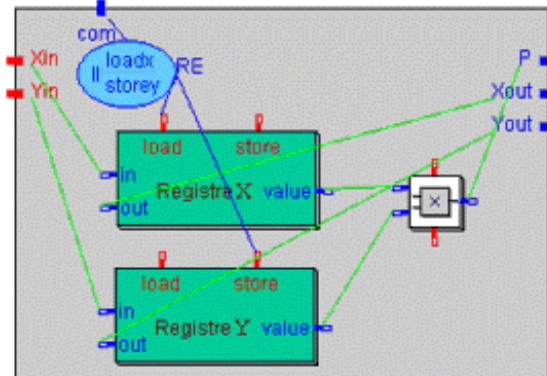 com
Xin
Yin
loadx
||
storey
RE
P
Xout
Yout
load store
in
Registre X value
out
x
load store
in
Registre Y value
out